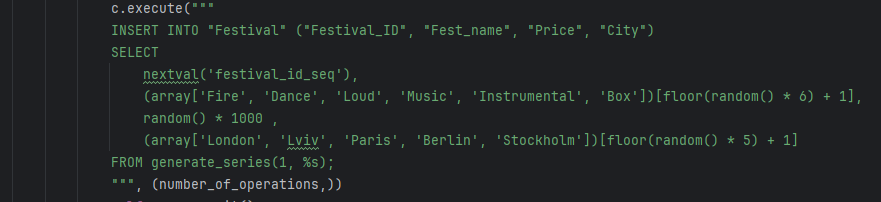 c.execute("""
INSERT INTO "Festival" ("Festival_ID", "Fest_name", "Price", "City")
SELECT
nextval('festival_id_seq'),
(array['Fire', 'Dance', 'Loud', 'Music', 'Instrumental', 'Box'])[floor(random() * 6) + 1],
random() * 1000 ,
(array['London', 'Lviv', 'Paris', 'Berlin', 'Stockholm'])[floor(random() * 5) + 1]
FROM generate_series(1, %s);
""", (number_of_operations,))